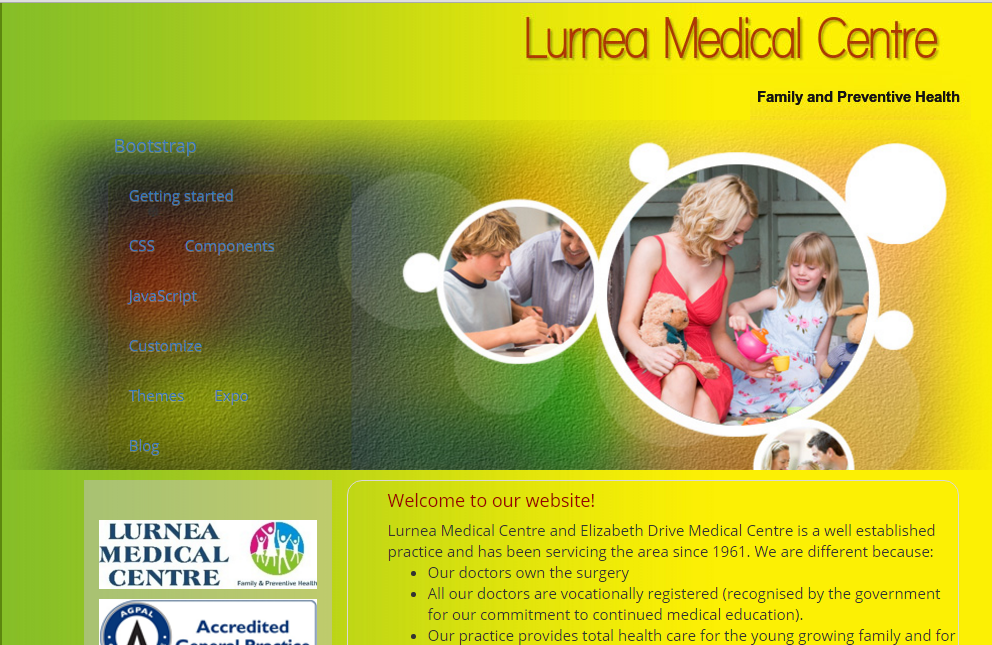 Lurnea Medical Centre
Family and Preventive Health
Bootstrap
Getting started
CSS Components
JavaScript
Customize
Themes Expo
Blog
LURNEA
MEDICAL
CENTRE
Family & Preventive Health
AGPAL
Accredited
General Practice
Welcome to our website!
Lurnea Medical Centre and Elizabeth Drive Medical Centre is a well established
practice and has been servicing the area since 1961. We are different because:
Our doctors own the surgery
All our doctors are vocationally registered (recognised by the government
for our commitment to continued medical education).
Our practice provides total health care for the young growing family and for